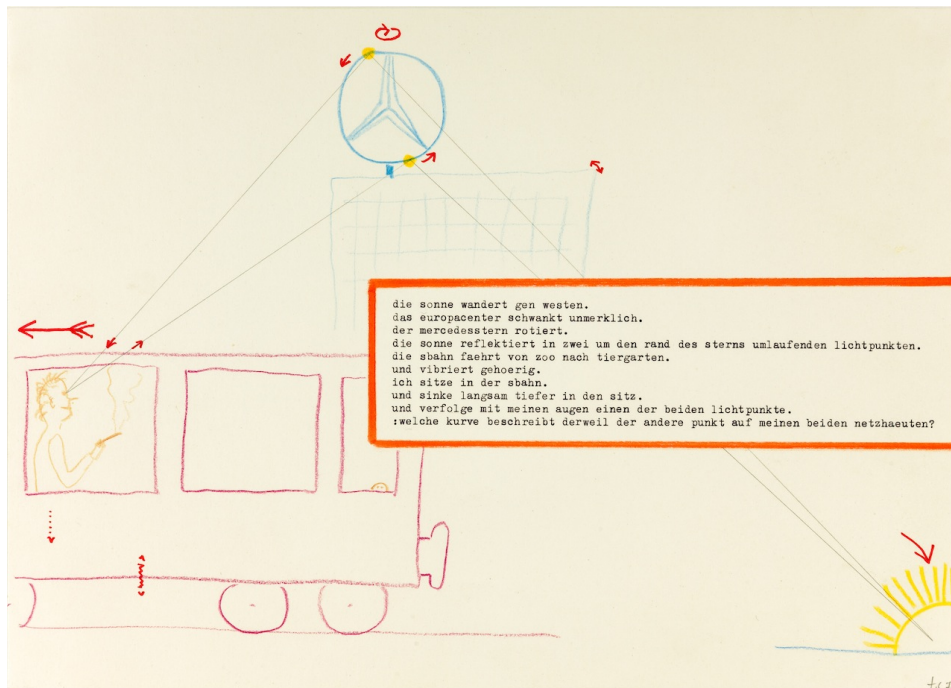 die sonne wandert gen westen.
das europacenter schwankt unmerklich.
der mercedesstern rotiert.
die sonne reflektiert in zwei um den rand des sterns umlaufenden lichtpunkten.
die sbahn faehrt von zoo nach tiergarten.
und vibriert gehoerig.
ich sitze in der sbahn.
und sinke langsam tiefer in den sitz.
und verfolge mit meinen augen einen der beiden lichtpunkte.
:welche kurve beschreibt derweil der andere punkt auf meinen beiden netzhaeuten?